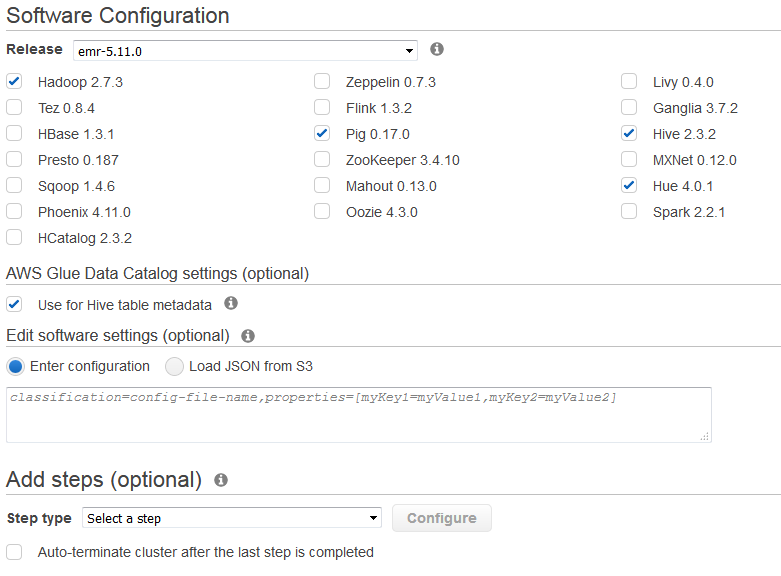 Software Configuration
Release emr-5.11.0
Hadoop 2.7.3 Zeppelin 0.7.3 Livy 0.4.0
Tez 0.8.4 Flink 1.3.2 Ganglia 3.7.2
HBase 1.3.1 Pig 0.17.0 Hive 2.3.2
Presto 0.187 ZooKeeper 3.4.10 MXNet 0.12.0
Sqoop 1.4.6 Mahout 0.13.0 Hue 4.0.1
Phoenix 4.11.0 Oozie 4.3.0 Spark 2.2.1
HCatalog 2.3.2
AWS Glue Data Catalog settings (optional)
Use for Hive table metadata
Edit software settings (optional)
Enter configuration Load JSON from S3
classification=config-file-name,properties=[myKey1=myValue1,myKey2=myValue2]
Add steps (optional)
Step type Select a step Configure
Auto-terminate cluster after the last step is completed